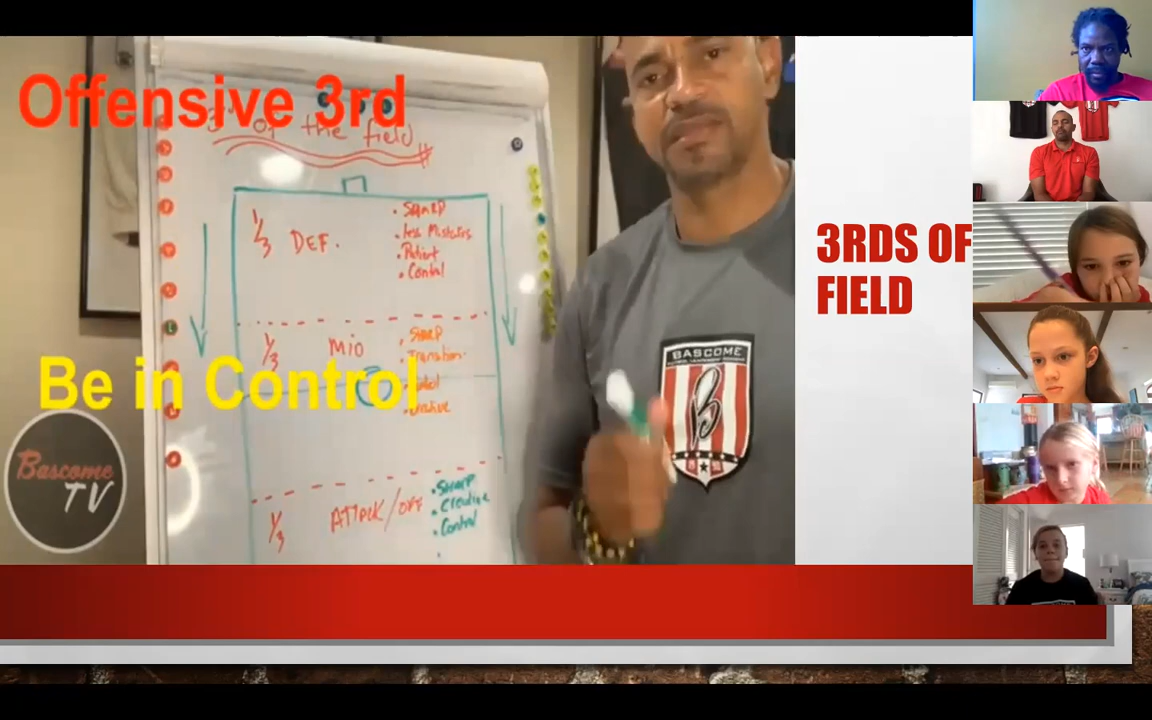 Offensive 3rd
of the field
1/3 DEF.
• SHARP
• Less Mistakes
• Patient
• Control
1/3 MID
• SHARP
• Transition
1/3 ATTACK/OFF
• SHARP
• Creative
• Control
Be in Control
Bascome
TV
BASCOME
B
3RDS OF
FIELD